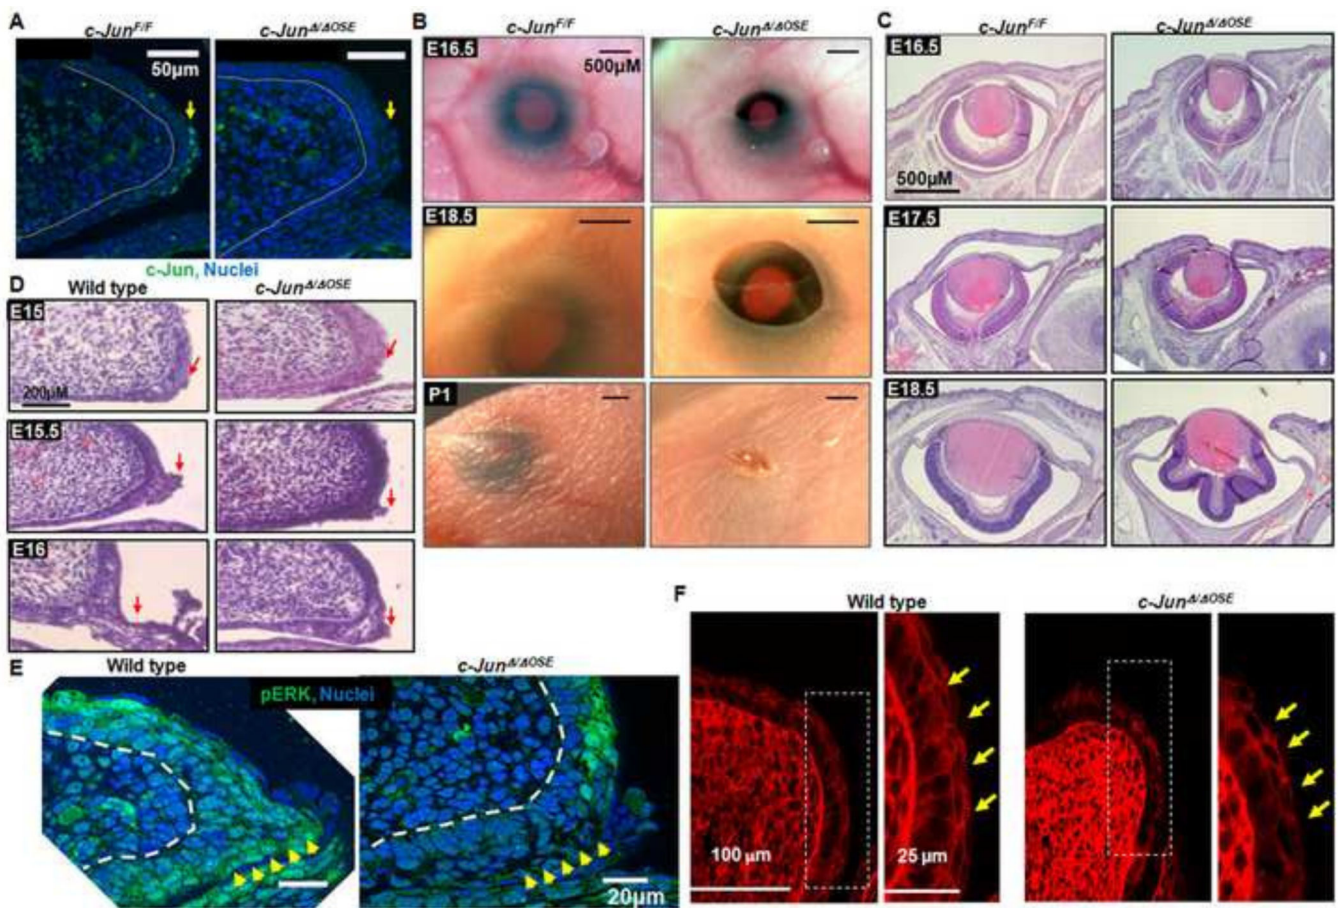 A
c-Jun^F/F
c-Jun^Δ/ΔOSE
50μm
c-Jun, Nuclei
B
c-Jun^F/F
c-Jun^Δ/ΔOSE
E16.5
500μM
E18.5
P1
C
c-Jun^F/F
c-Jun^Δ/ΔOSE
E16.5
500μM
E17.5
E18.5
D
Wild type
c-Jun^Δ/ΔOSE
E15
200μM
E15.5
E16
E
Wild type
c-Jun^Δ/ΔOSE
pERK, Nuclei
20μm
F
Wild type
c-Jun^Δ/ΔOSE
100 μm
25 μm